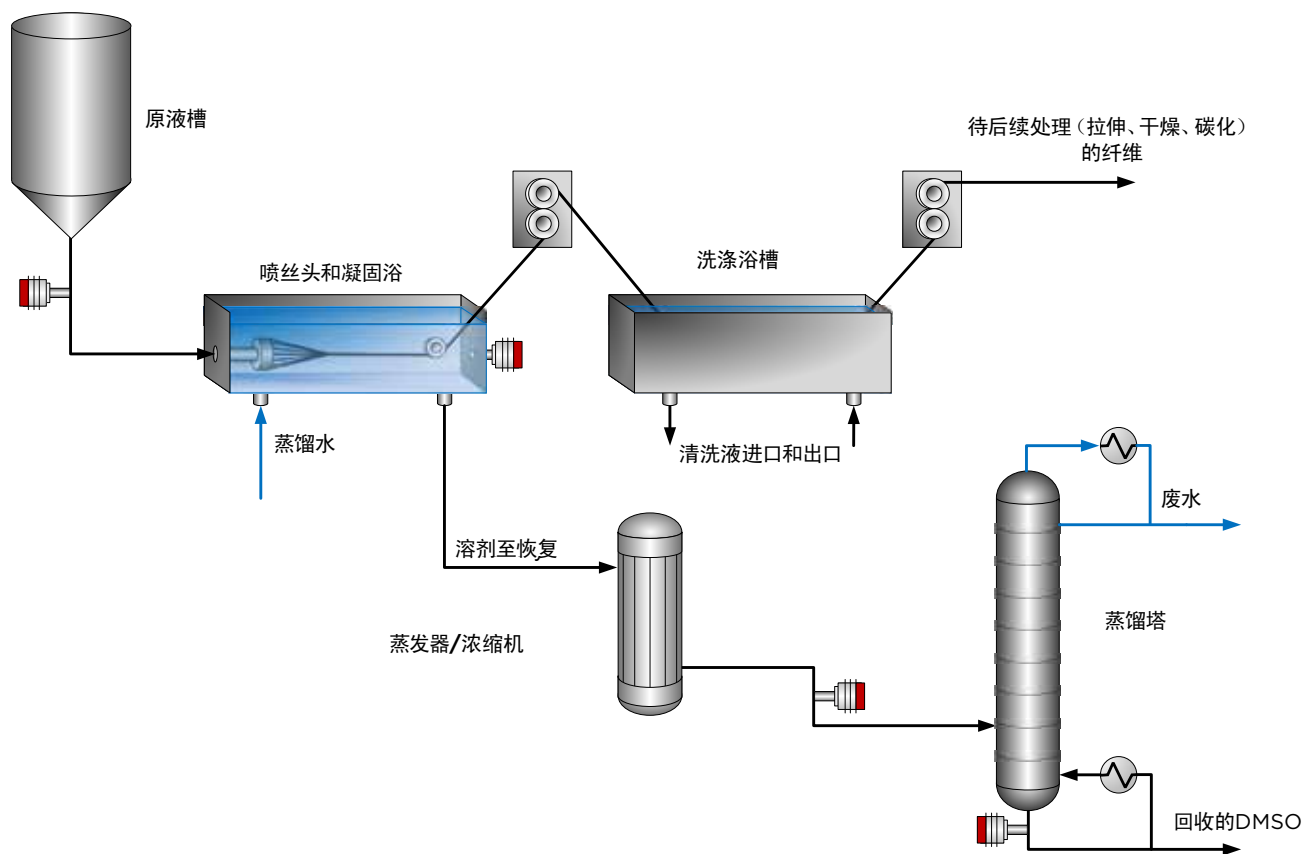 原液槽
待后续处理（拉伸、干燥、碳化）
的纤维
喷丝头和凝固浴
洗涤浴槽
蒸馏水
清洗液进口和出口
废水
溶剂至恢复
蒸馏塔
蒸发器/浓缩机
回收的DMSO